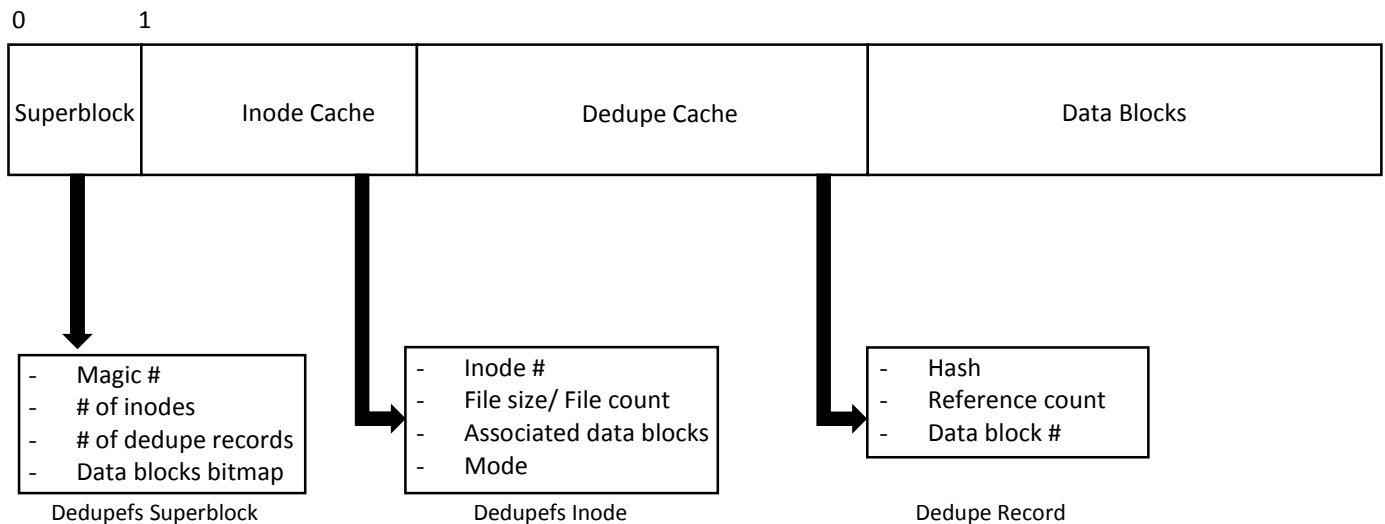 0 1
Superblock Inode Cache Dedupe Cache Data Blocks
- Magic #
- # of inodes
- # of dedupe records
- Data blocks bitmap
Dedupefs Superblock
- Inode #
- File size/ File count
- Associated data blocks
- Mode
Dedupefs Inode
- Hash
- Reference count
- Data block #
Dedupe Record